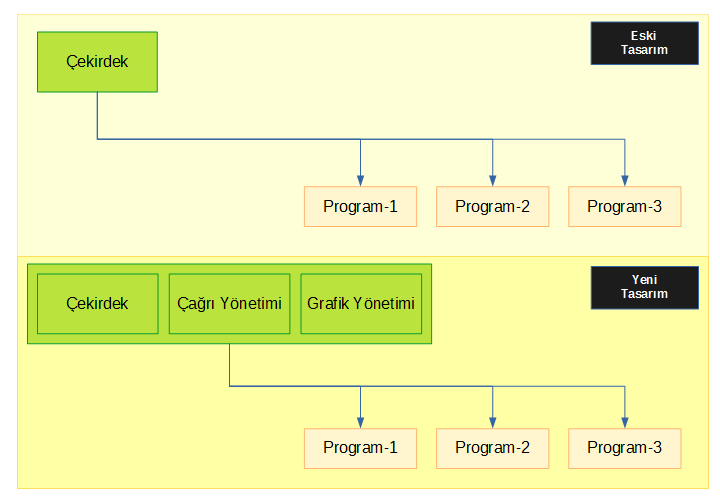 Eski
Tasarım
Çekirdek
Program-1
Program-2
Program-3
Yeni
Tasarım
Çekirdek
Çağrı Yönetimi
Grafik Yönetimi
Program-1
Program-2
Program-3